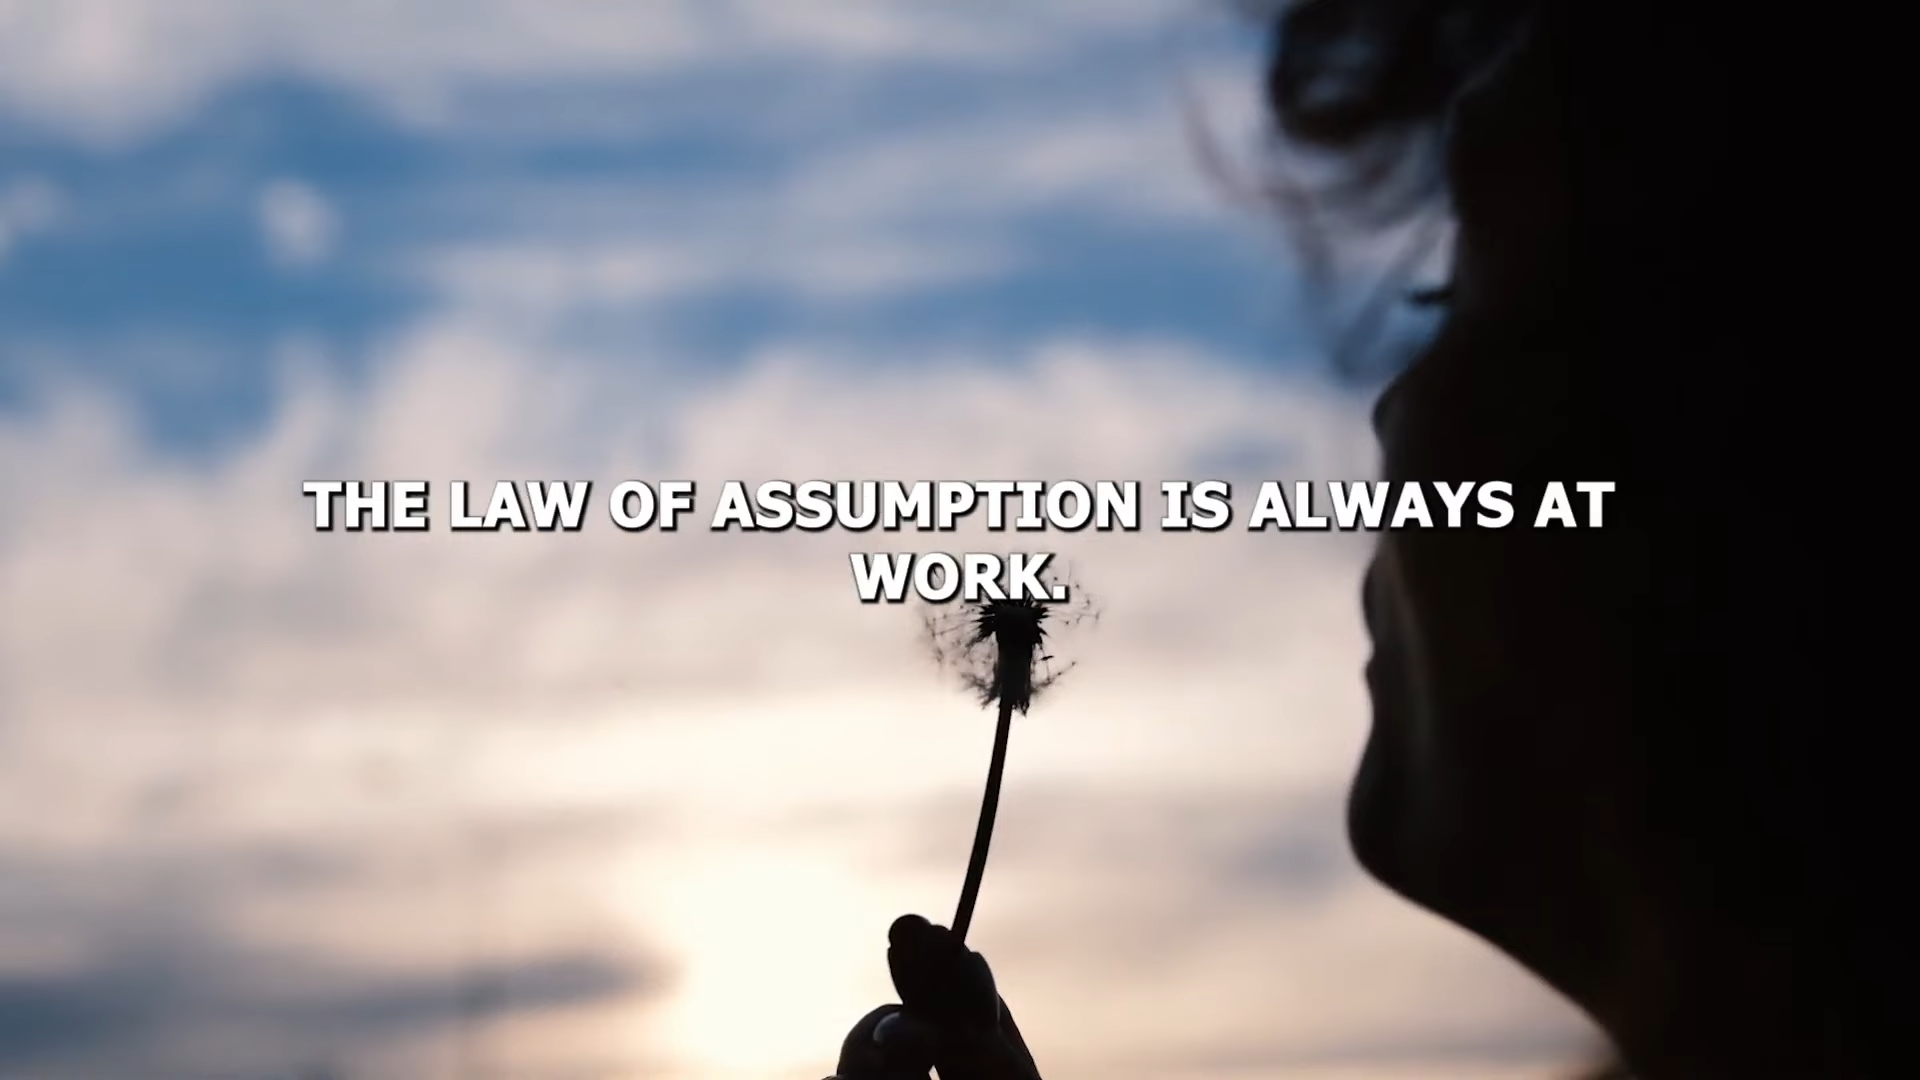 THE LAW OF ASSUMPTION IS ALWAYS AT
WORK.